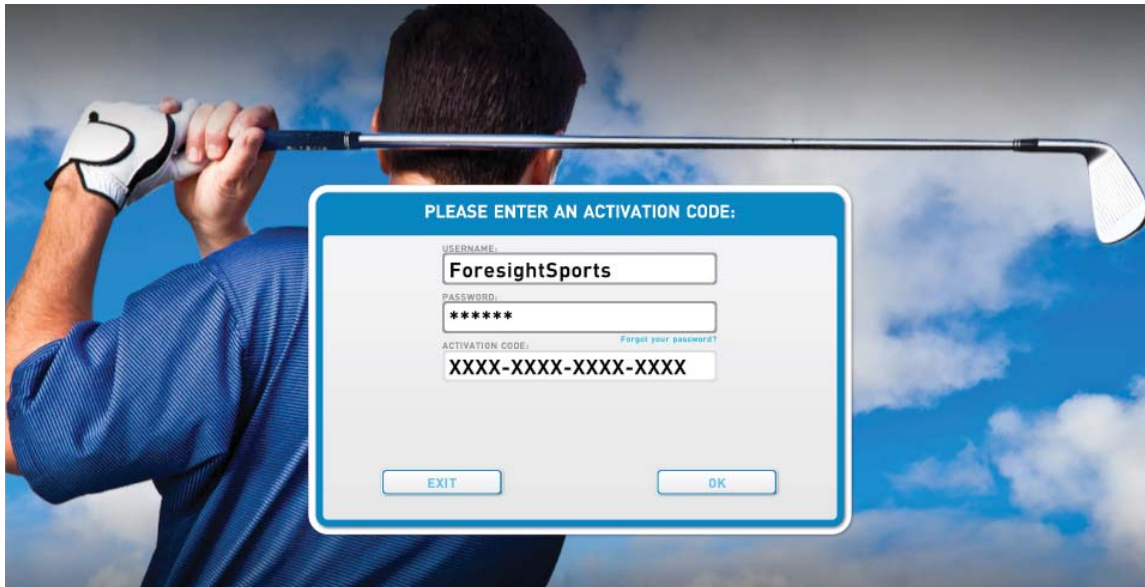 PLEASE ENTER AN ACTIVATION CODE:
USERNAME:
ForesightSports
PASSWORD:
******
Forgot your password?
ACTIVATION CODE:
XXXX-XXXX-XXXX-XXXX
EXIT
OK